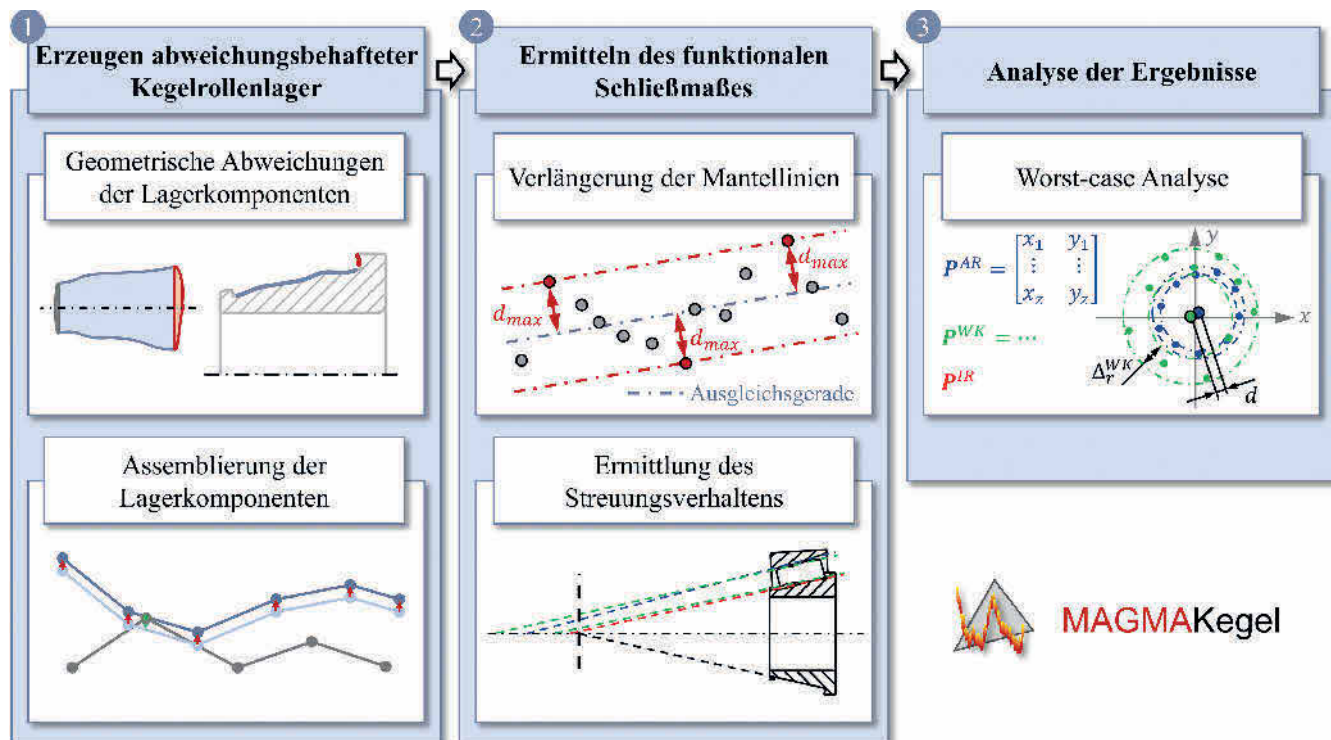 1
Erzeugen abweichungsbehafteter
Kegelrollenlager
Geometrische Abweichungen
der Lagerkomponenten
Assemblierung der
Lagerkomponenten
2
Ermitteln des funktionalen
Schließmaßes
Verlängerung der Mantellinien
d_max
d_max
d_max
Ausgleichsgerade
Ermittlung des
Streuungsverhaltens
3
Analyse der Ergebnisse
Worst-case Analyse
P^AR = [x_1 y_1
⋮ ⋮
x_z y_z]
P^WK = ⋯
P^IR
y
x
Δ_r^WK
d
MAGMAKegel